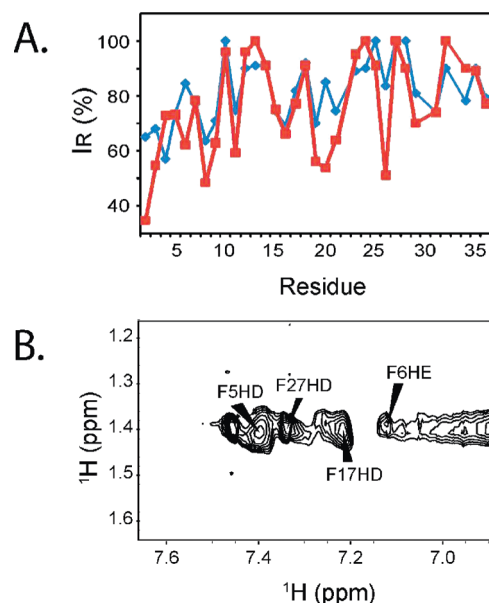 A.
IR (%)
100
80
60
40
5 10 15 20 25 30 35
Residue
B.
¹H (ppm)
1.2
1.3
1.4
1.5
1.6
F5HD
F27HD
F6HE
F17HD
7.6 7.4 7.2 7.0
¹H (ppm)